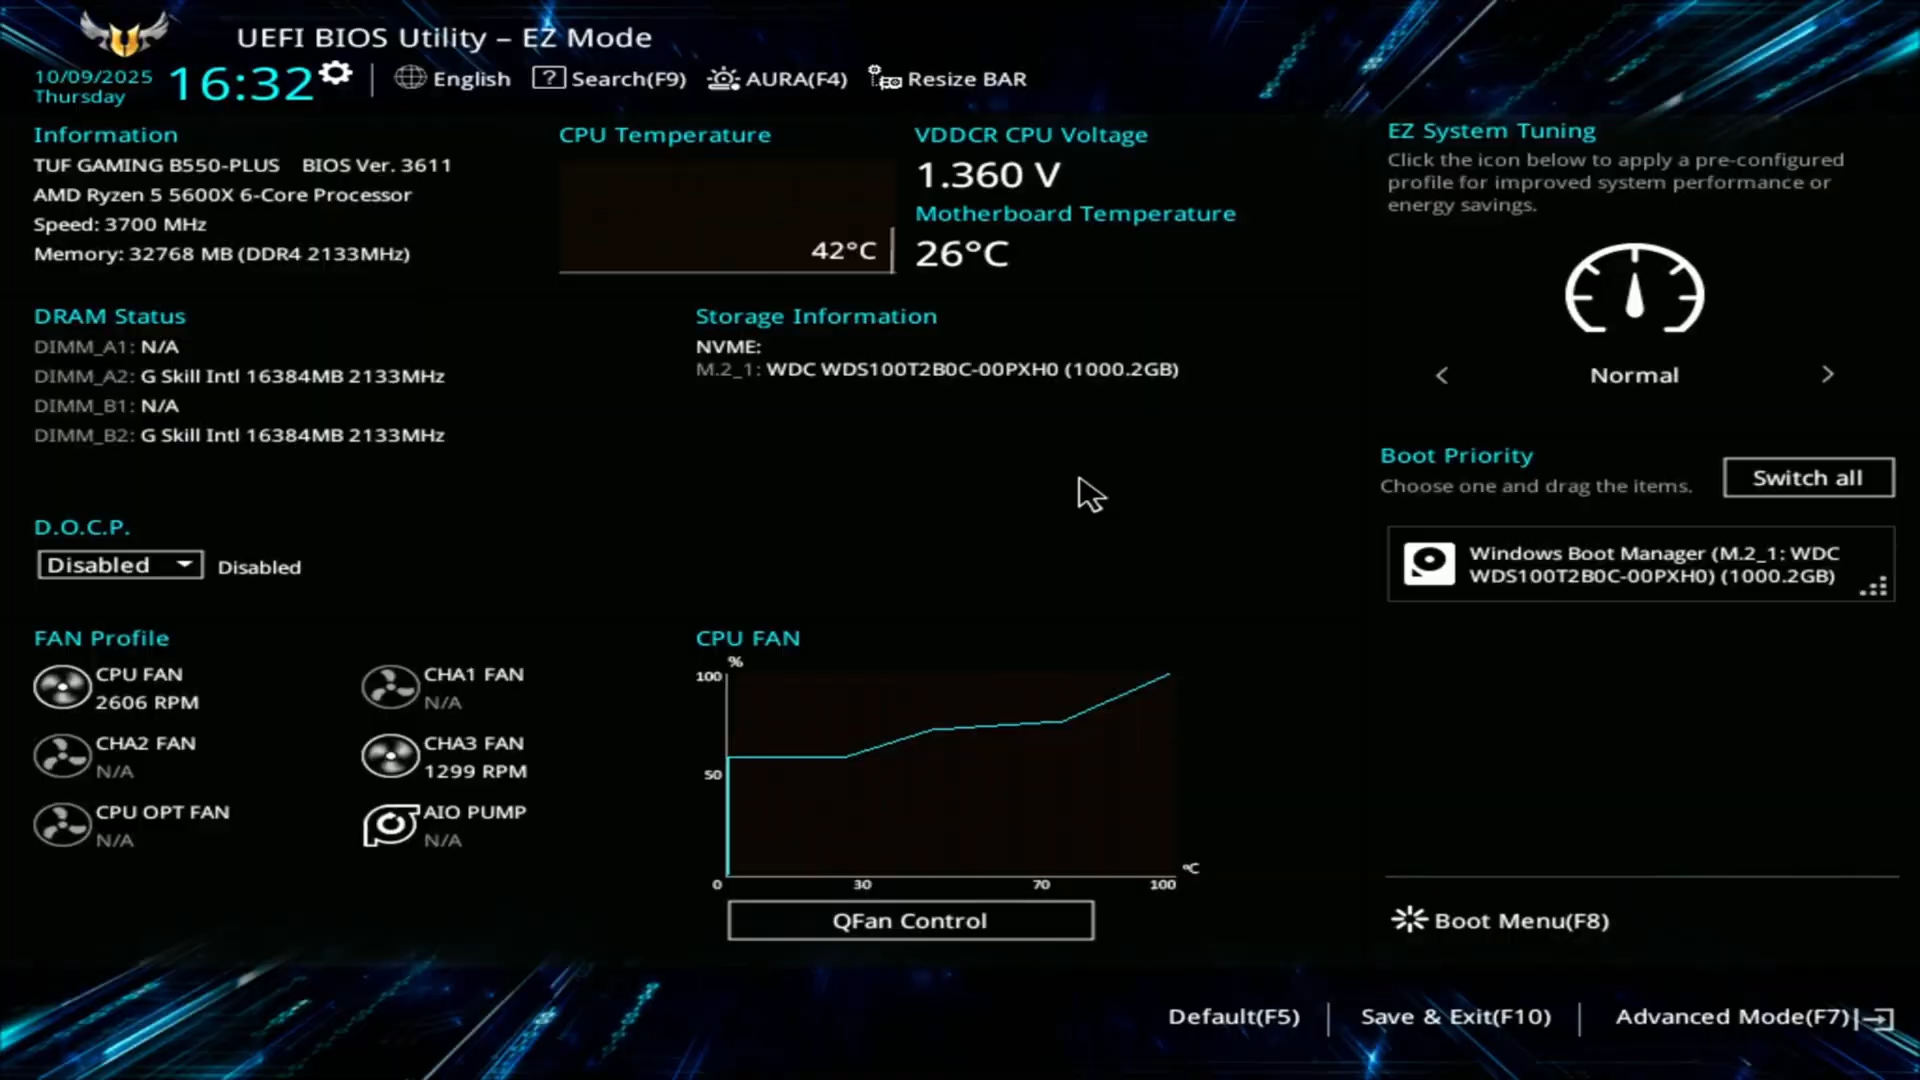 UEFI BIOS Utility – EZ Mode
10/09/2025
Thursday
16:32
English
Search(F9)
AURA(F4)
Resize BAR
Information
TUF GAMING B550-PLUS BIOS Ver. 3611
AMD Ryzen 5 5600X 6-Core Processor
Speed: 3700 MHz
Memory: 32768 MB (DDR4 2133MHz)
CPU Temperature
42°C
VDDCR CPU Voltage
1.360 V
Motherboard Temperature
26°C
EZ System Tuning
Click the icon below to apply a pre-configured
profile for improved system performance or
energy savings.
Normal
DRAM Status
DIMM_A1: N/A
DIMM_A2: G Skill Intl 16384MB 2133MHz
DIMM_B1: N/A
DIMM_B2: G Skill Intl 16384MB 2133MHz
Storage Information
NVME:
M.2_1: WDC WDS100T2B0C-00PXH0 (1000.2GB)
D.O.C.P.
Disabled
Disabled
Boot Priority
Choose one and drag the items.
Switch all
Windows Boot Manager (M.2_1: WDC
WDS100T2B0C-00PXH0) (1000.2GB)
FAN Profile
CPU FAN
2606 RPM
CHA1 FAN
N/A
CHA2 FAN
N/A
CHA3 FAN
1299 RPM
CPU OPT FAN
N/A
AIO PUMP
N/A
CPU FAN
%
100
50
0
30
70
100
°C
QFan Control
Boot Menu(F8)
Default(F5)
Save & Exit(F10)
Advanced Mode(F7)